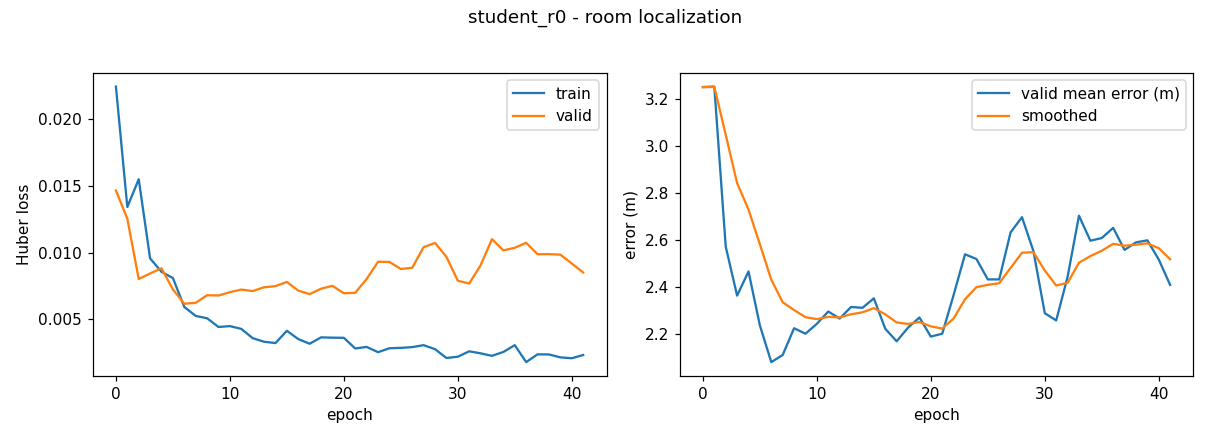 student_r0 - room localization
Huber loss
0.020
0.015
0.010
0.005
0 10 20 30 40
epoch
train
valid
error (m)
3.2
3.0
2.8
2.6
2.4
2.2
0 10 20 30 40
epoch
valid mean error (m)
smoothed